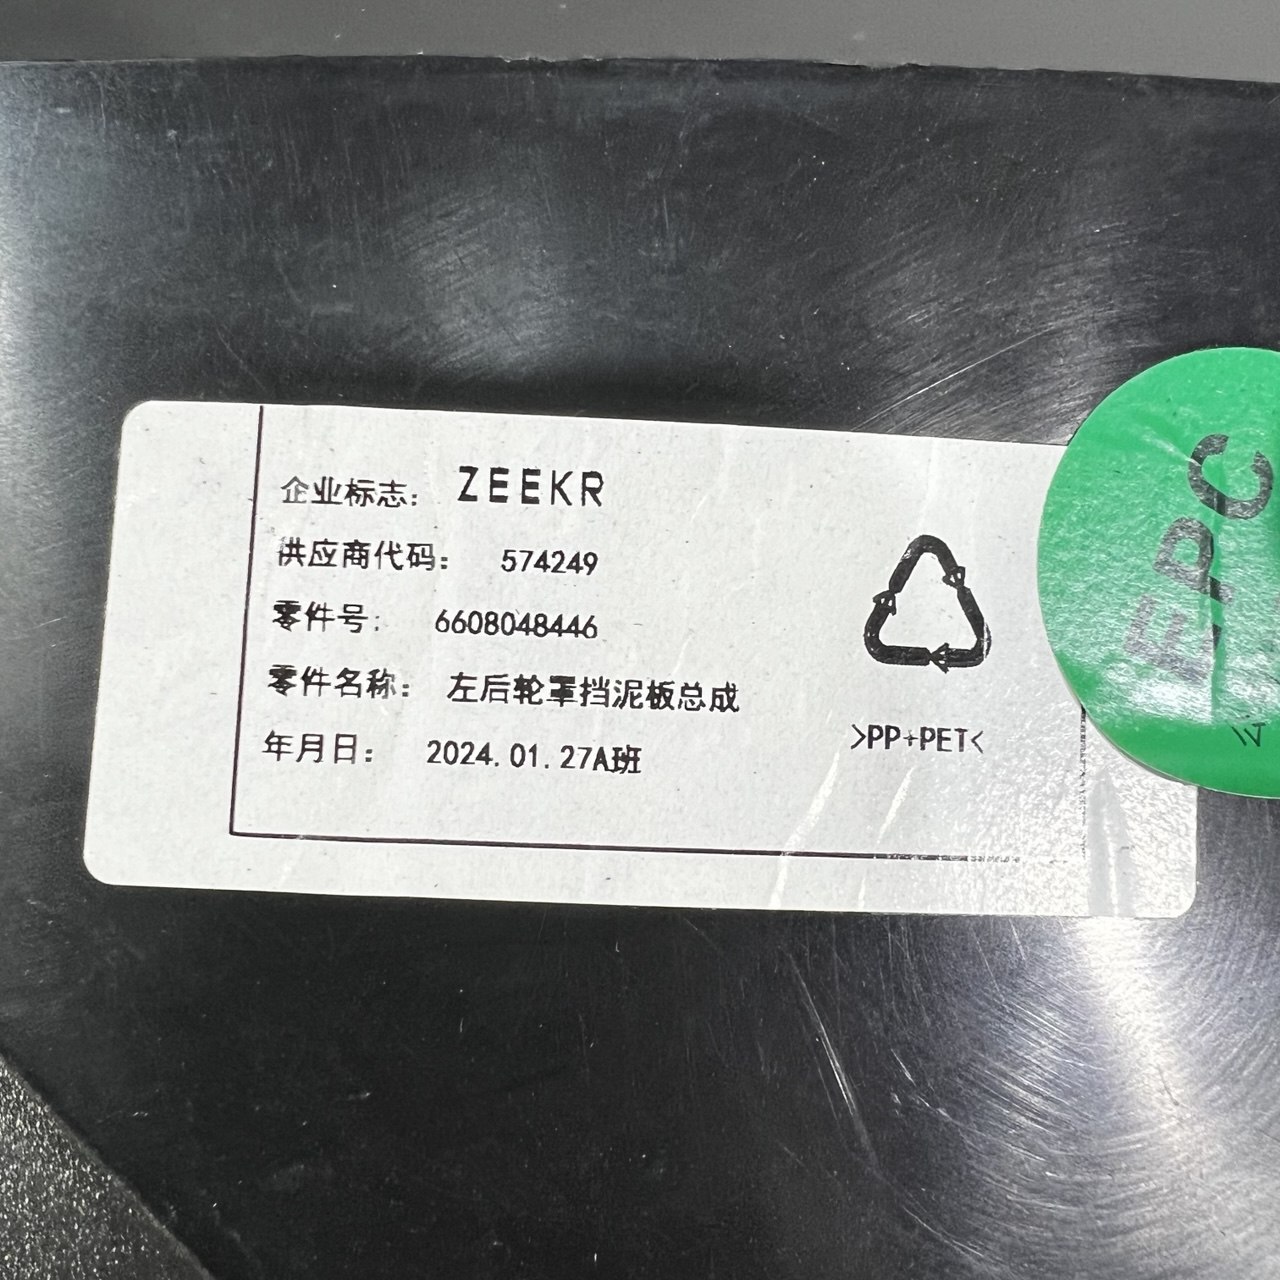 企业标志： ZEEKR
供应商代码： 574249
零件号： 6608048446
零件名称： 左后轮罩挡泥板总成
年月日： 2024.01.27A班
>PP+PET<
EPC